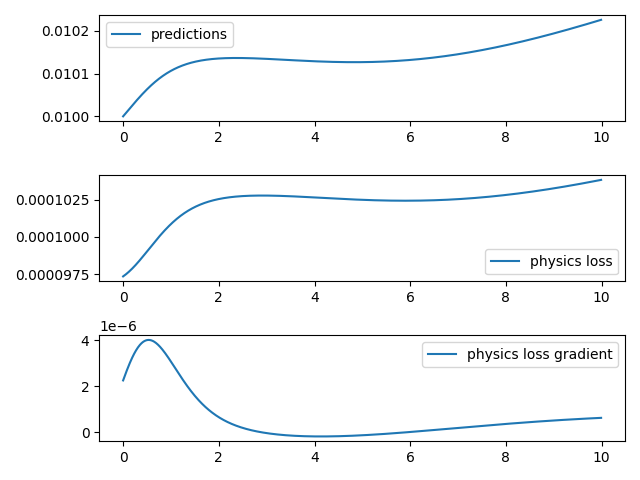 0.0102
0.0101
0.0100
predictions
0 2 4 6 8 10
0.0001025
0.0001000
0.0000975
physics loss
0 2 4 6 8 10
1e−6
4
2
0
physics loss gradient
0 2 4 6 8 10